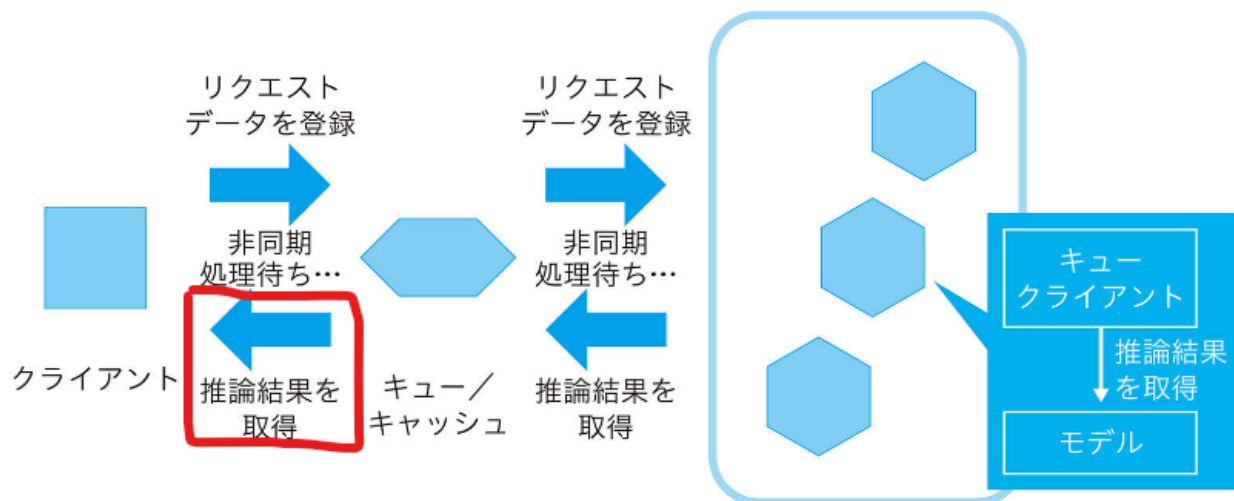 リクエスト
データを登録
リクエスト
データを登録
非同期
処理待ち…
非同期
処理待ち…
キュー
クライアント
推論結果
を取得
モデル
クライアント
推論結果を
取得
キュー／
キャッシュ
推論結果を
取得